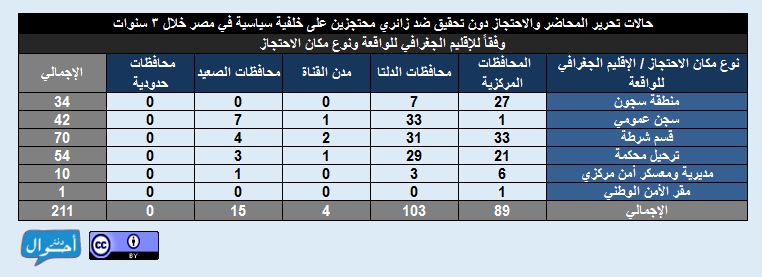 حالات تحرير المحاضر والاحتجاز دون تحقيق ضد زائري محتجزين على خلفية سياسية في مصر خلال ٣ سنوات
وفقاً للإقليم الجغرافي للواقعة ونوع مكان الاحتجاز
نوع مكان الاحتجاز / الإقليم الجغرافي للواقعة المحافظات المركزية محافظات الدلتا مدن القناة محافظات الصعيد محافظات حدودية الإجمالي
منطقة سجون 27 7 0 0 0 34
سجن عمومي 1 33 1 7 0 42
قسم شرطة 33 31 2 4 0 70
ترحيل محكمة 21 29 1 3 0 54
مديرية ومعسكر أمن مركزي 6 3 0 1 0 10
مقر الأمن الوطني 1 0 0 0 0 1
الإجمالي 89 103 4 15 0 211
دفتر أحوال
cc BY